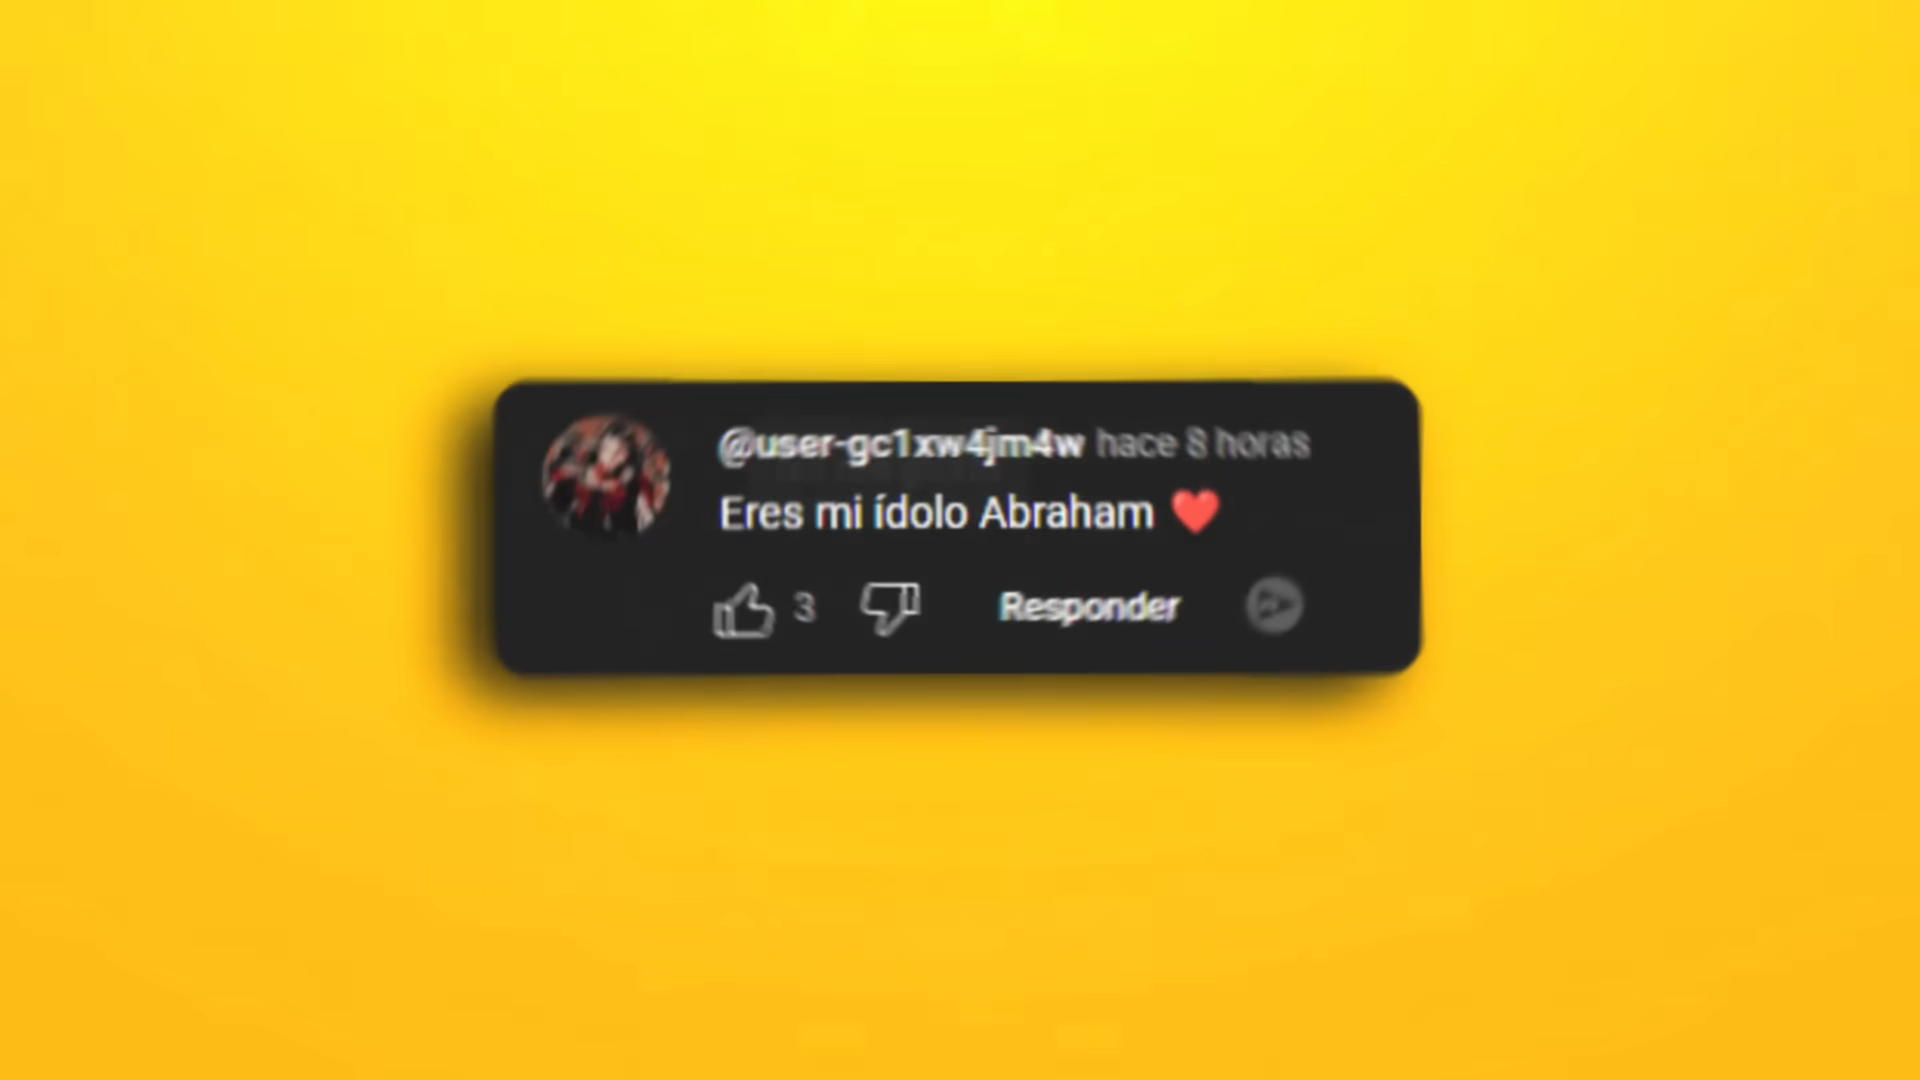 @user-gc1xw4jm4w hace 8 horas
Eres mi ídolo Abraham ❤️
3 Responder